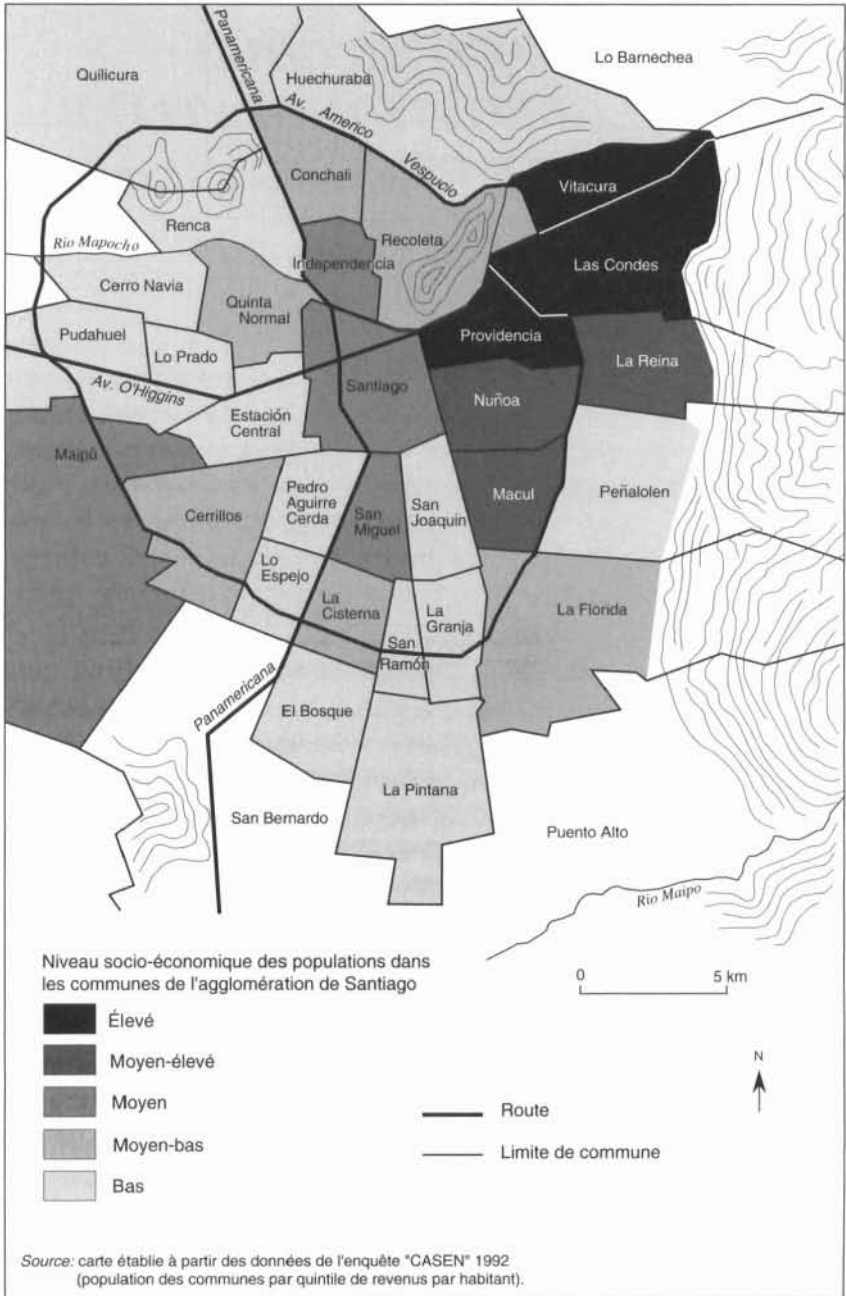 Quilicura
Panamericana
Huechuraba
Lo Barnechea
Av. Americo
Vespucio
Conchali
Vitacura
Renca
Recoleta
Rio Mapocho
Independencia
Las Condes
Cerro Navia
Quinta
Normal
Pudahuel
Lo Prado
Providencia
La Reina
Av. O'Higgins
Santiago
Nuñoa
Estación
Central
Maipû
Pedro
Aguirre
Cerda
San
Miguel
San
Joaquin
Macul
Peñalolen
Cerrillos
Lo
Espejo
La
Cisterna
La
Granja
La Florida
San
Ramón
Panamericana
El Bosque
La Pintana
San Bernardo
Puento Alto
Rio Maipo
Niveau socio-économique des populations dans
les communes de l'agglomération de Santiago
0 5 km
Élevé
Moyen-élevé
N
Moyen
Route
Moyen-bas
Limite de commune
Bas
Source: carte établie à partir des données de l'enquête "CASEN" 1992
(population des communes par quintile de revenus par habitant).